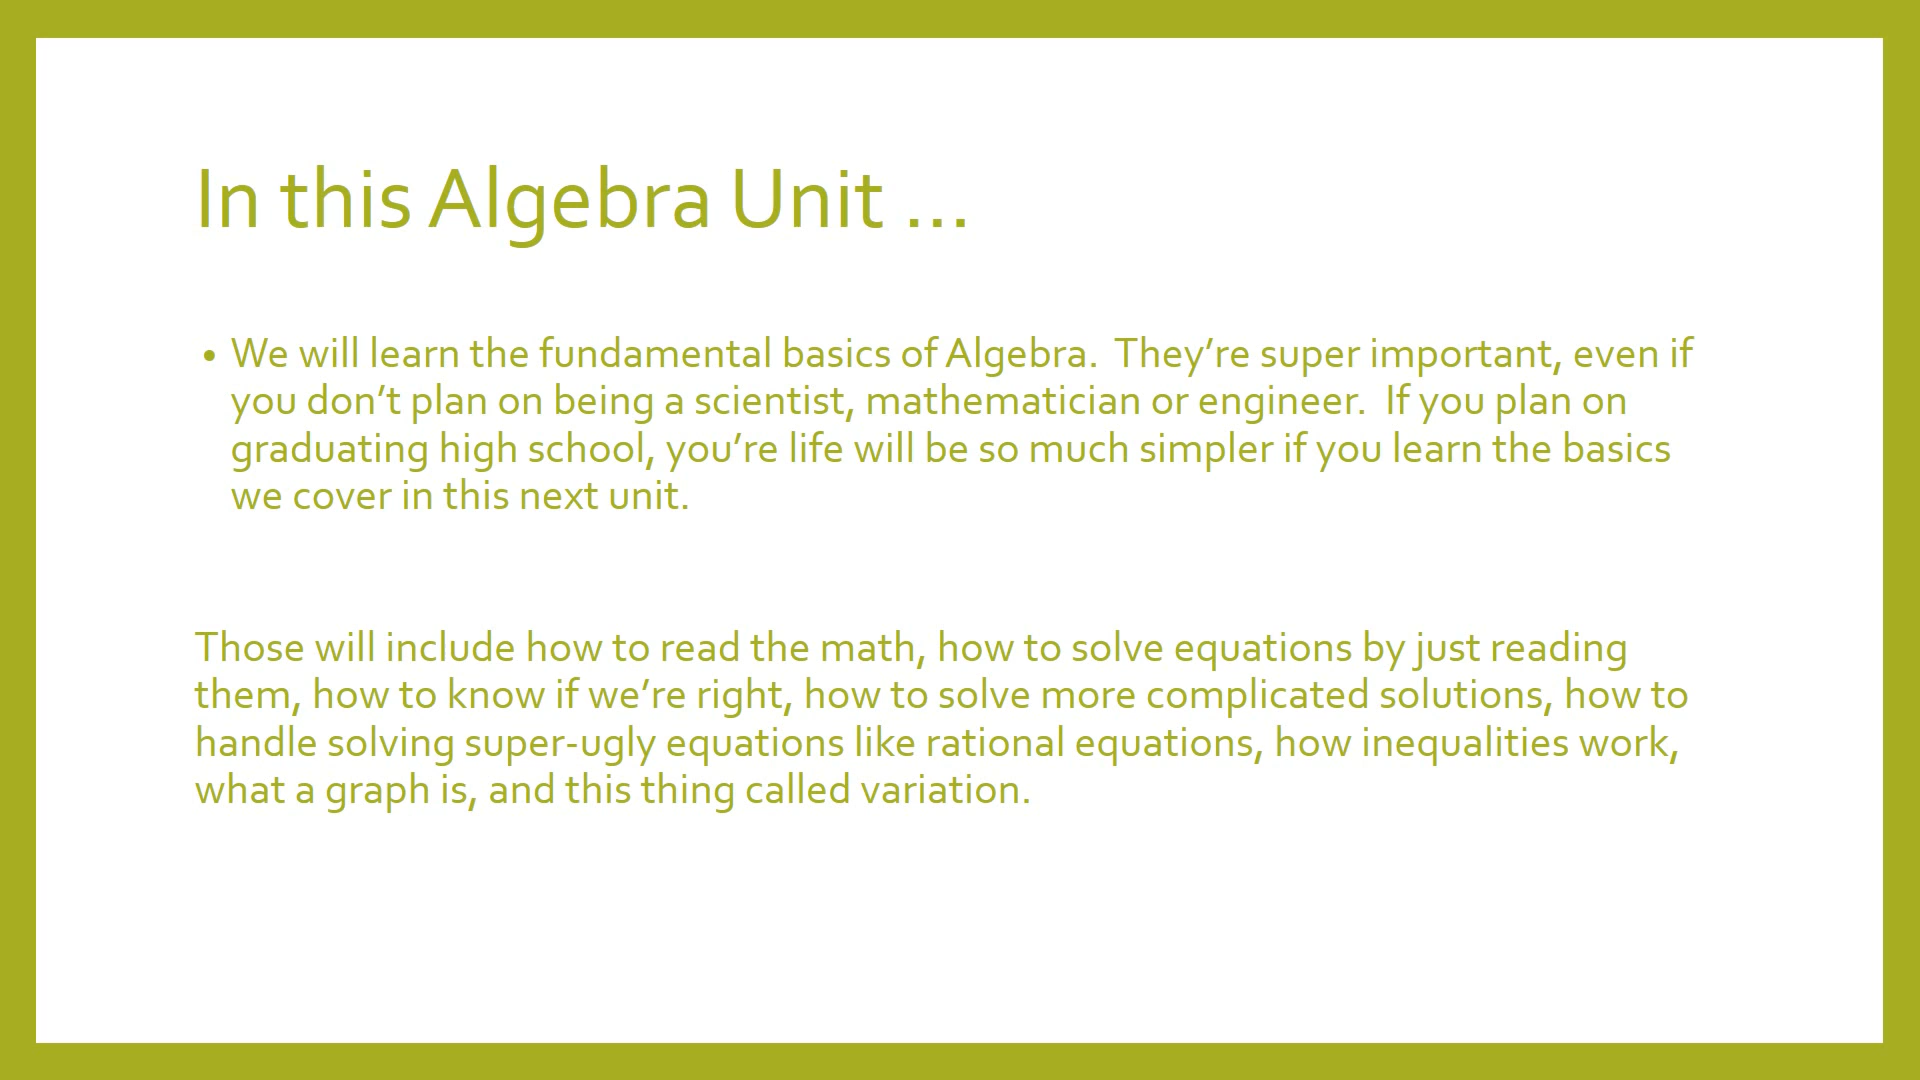 In this Algebra Unit …
• We will learn the fundamental basics of Algebra.  They’re super important, even if
you don’t plan on being a scientist, mathematician or engineer.  If you plan on
graduating high school, you’re life will be so much simpler if you learn the basics
we cover in this next unit.
Those will include how to read the math, how to solve equations by just reading
them, how to know if we’re right, how to solve more complicated solutions, how to
handle solving super-ugly equations like rational equations, how inequalities work,
what a graph is, and this thing called variation.